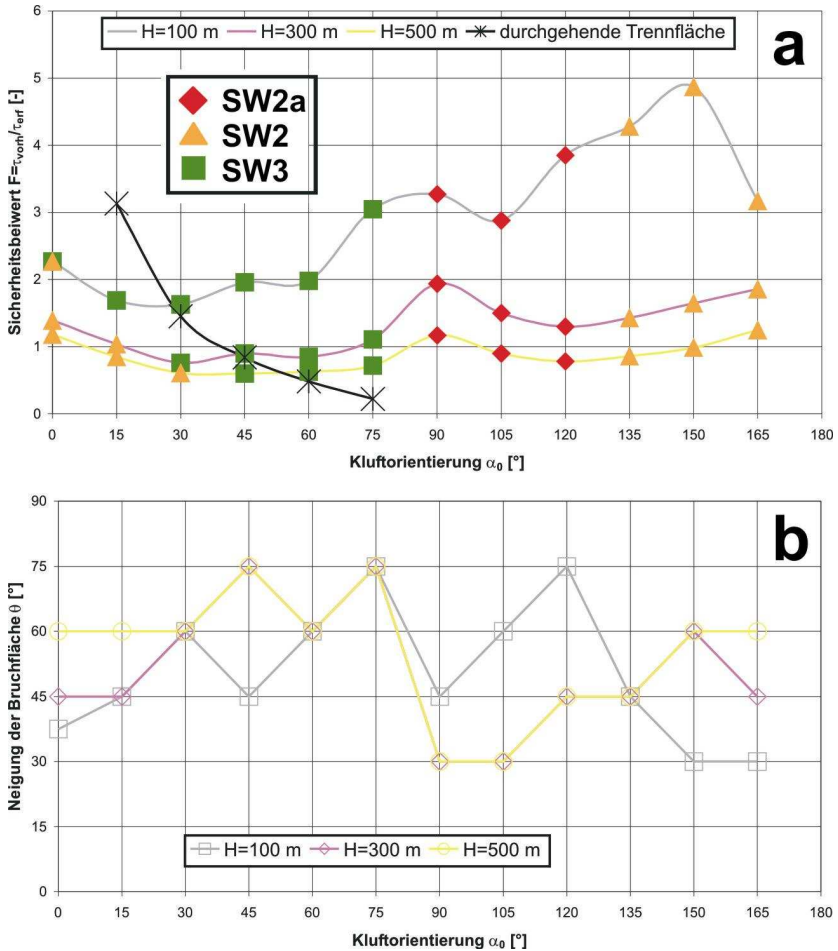 H=100 m H=300 m H=500 m durchgehende Trennfläche
a
SW2a
SW2
SW3
Sicherheitsbeiwert F=τvorh/τerf [-]
6
5
4
3
2
1
0
0 15 30 45 60 75 90 105 120 135 150 165 180
Kluftorientierung α0 [°]
b
Neigung der Bruchfläche θ [°]
90
75
60
45
30
15
0
H=100 m H=300 m H=500 m
0 15 30 45 60 75 90 105 120 135 150 165 180
Kluftorientierung α0 [°]